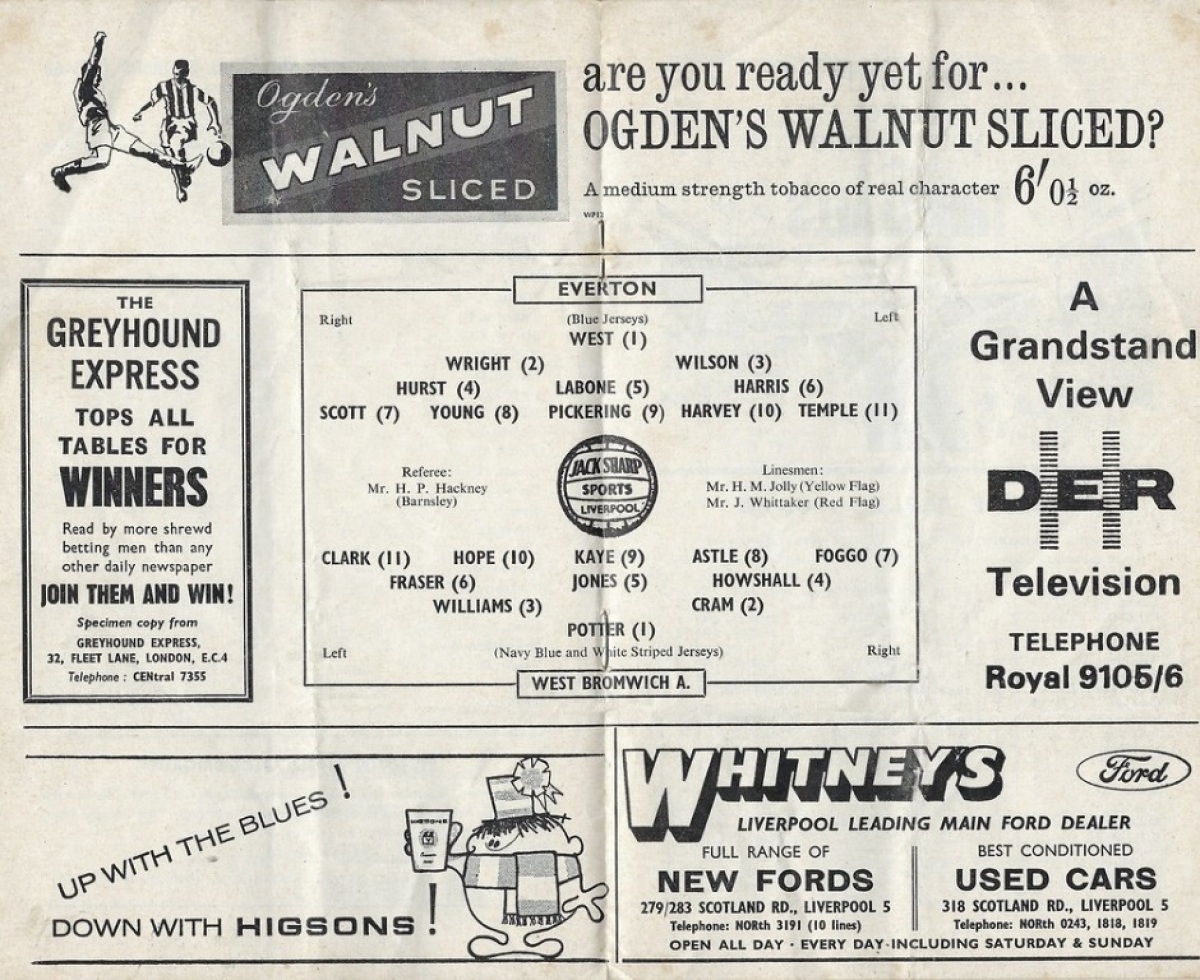 Ogden's
WALNUT
SLICED
are you ready yet for...
OGDEN'S WALNUT SLICED?
A medium strength tobacco of real character 6/0½ oz.
WP12
THE
GREYHOUND
EXPRESS
TOPS ALL
TABLES FOR
WINNERS
Read by more shrewd
betting men than any
other daily newspaper
JOIN THEM AND WIN!
Specimen copy from
GREYHOUND EXPRESS,
32, FLEET LANE, LONDON, E.C.4
Telephone : CENtral 7355
EVERTON
Right (Blue Jerseys) Left
WEST (1)
WRIGHT (2) WILSON (3)
HURST (4) LABONE (5) HARRIS (6)
SCOTT (7) YOUNG (8) PICKERING (9) HARVEY (10) TEMPLE (11)
Referee:
Mr. H. P. Hackney
(Barnsley)
JACK SHARP
SPORTS
LIVERPOOL
Linesmen:
Mr. H. M. Jolly (Yellow Flag)
Mr. J. Whittaker (Red Flag)
CLARK (11) HOPE (10) KAYE (9) ASTLE (8) FOGGO (7)
FRASER (6) JONES (5) HOWSHALL (4)
WILLIAMS (3) CRAM (2)
POTTER (1)
Left (Navy Blue and White Striped Jerseys) Right
WEST BROMWICH A.
A
Grandstand
View
DER
Television
TELEPHONE
Royal 9105/6
UP WITH THE BLUES!
HIGSONS
DOWN WITH HIGSONS!
WHITNEY'S
Ford
LIVERPOOL LEADING MAIN FORD DEALER
FULL RANGE OF
NEW FORDS
279/283 SCOTLAND RD., LIVERPOOL 5
Telephone: NORth 3191 (10 lines)
BEST CONDITIONED
USED CARS
318 SCOTLAND RD., LIVERPOOL 5
Telephone: NORth 0243, 1818, 1819
OPEN ALL DAY · EVERY DAY · INCLUDING SATURDAY & SUNDAY